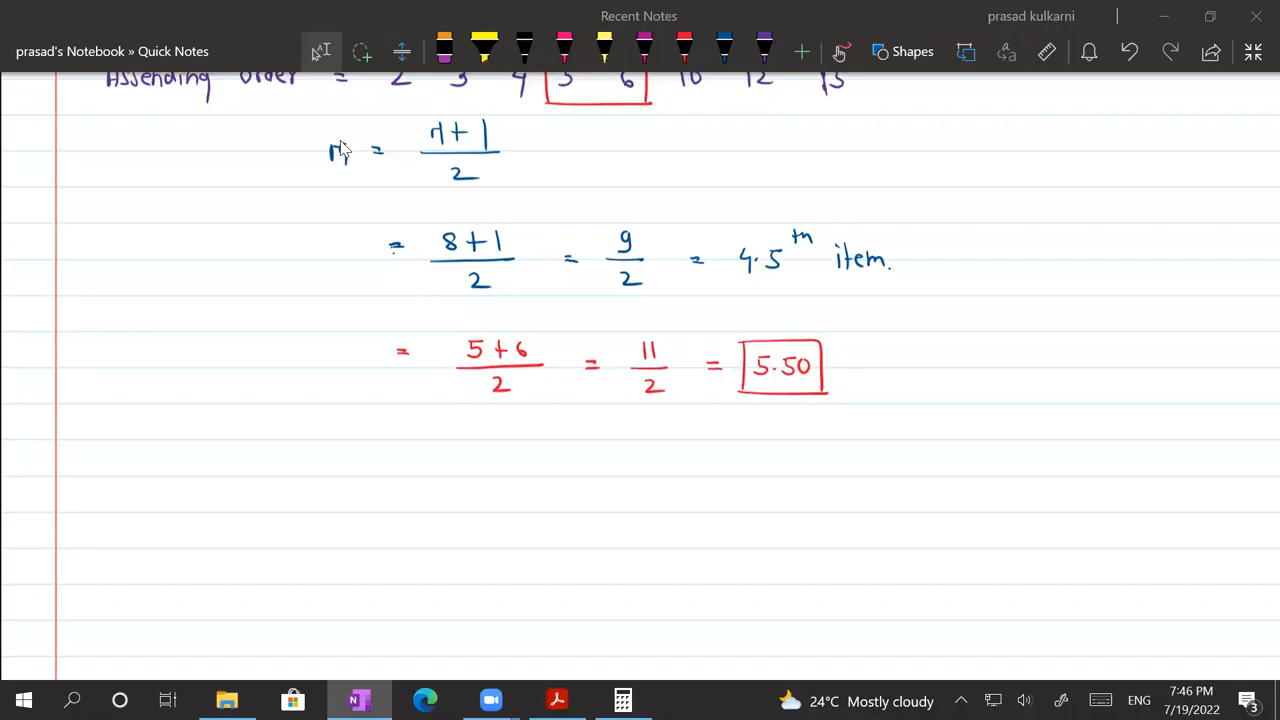 Recent Notes
prasad kulkarni
prasad's Notebook » Quick Notes
Shapes
Assending order = 2 3 4 5 6 10 12 15
M = n + 1 / 2
= 8 + 1 / 2 = 9 / 2 = 4.5th item.
= 5 + 6 / 2 = 11 / 2 = 5.50
24°C Mostly cloudy
ENG
7:46 PM
7/19/2022
3